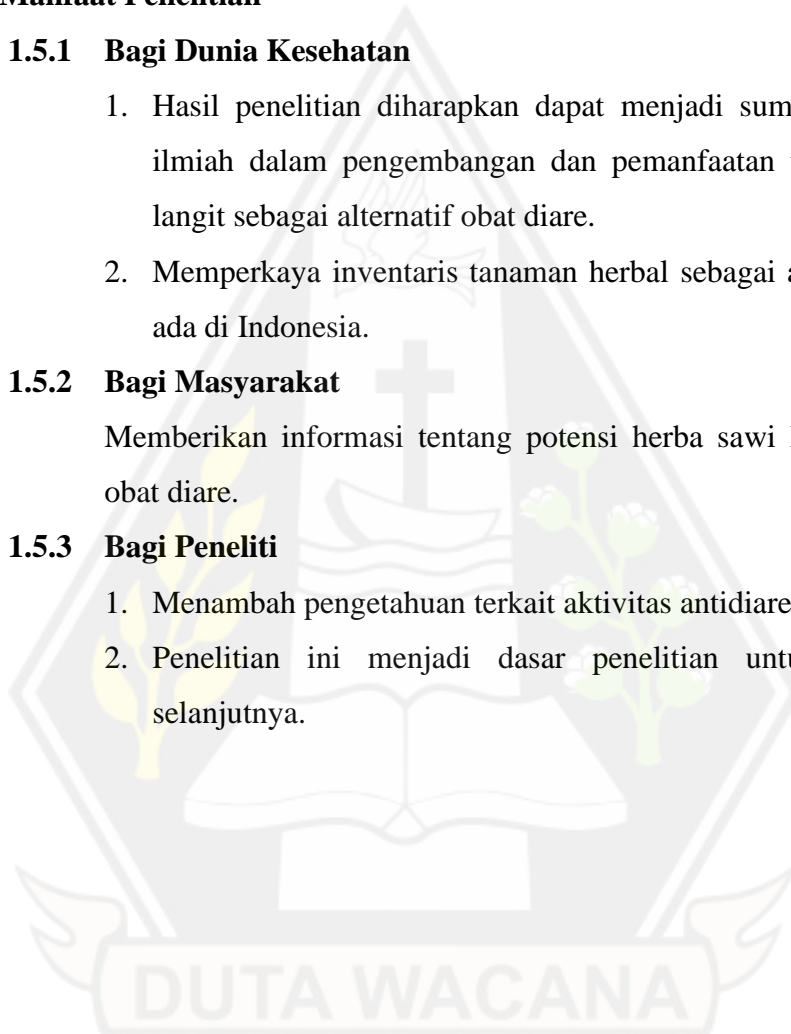 Manfaat Penelitian
1.5.1 Bagi Dunia Kesehatan
1. Hasil penelitian diharapkan dapat menjadi
ilmiah dalam pengembangan dan pemanfaatan
langit sebagai alternatif obat diare.
2. Memperkaya inventaris tanaman herbal sebagai
ada di Indonesia.
1.5.2 Bagi Masyarakat
Memberikan informasi tentang potensi herba sawi
obat diare.
1.5.3 Bagi Peneliti
1. Menambah pengetahuan terkait aktivitas antidiare
2. Penelitian ini menjadi dasar penelitian
selanjutnya.
DUTA WACANA